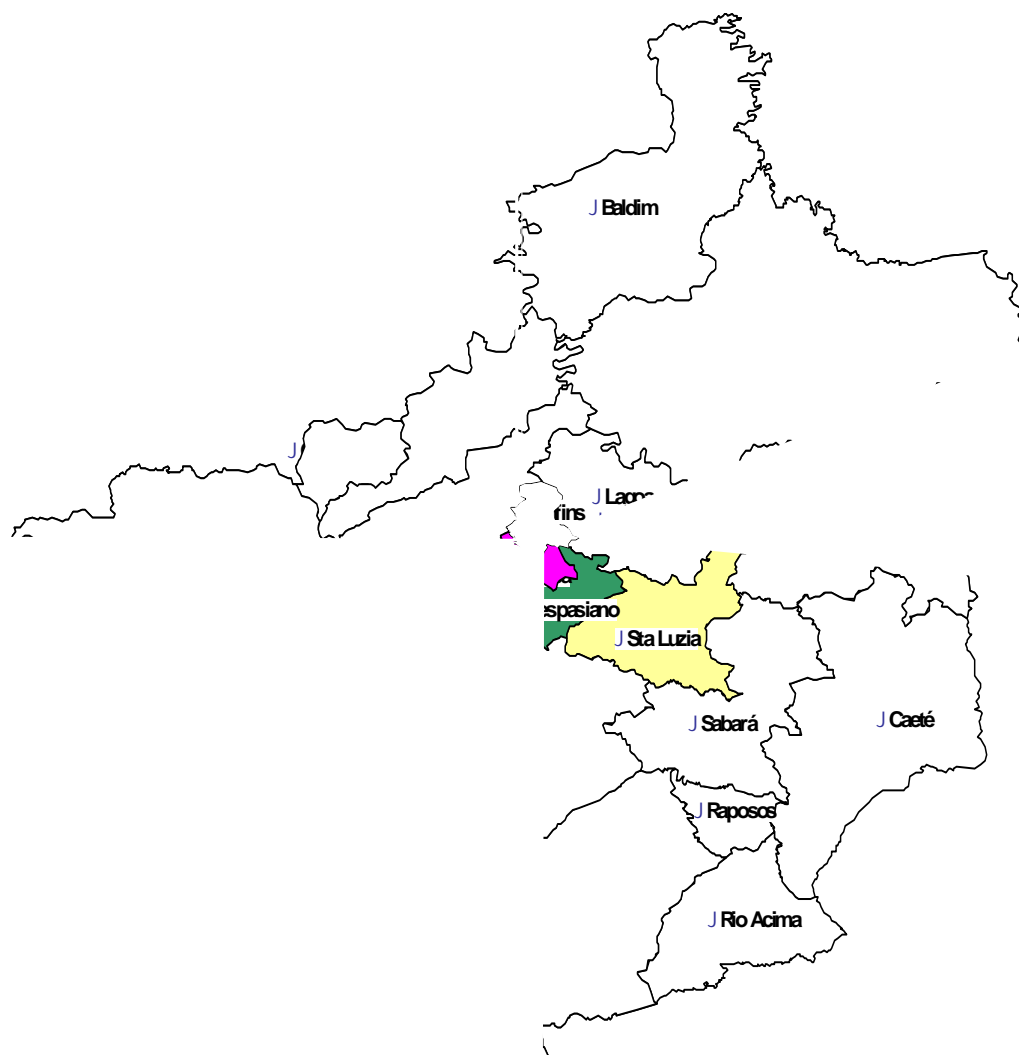 J Baldim
J
J Lagoa
rins
espasiano
J Sta Luzia
J Sabará
J Caeté
J Raposos
J Rio Acima